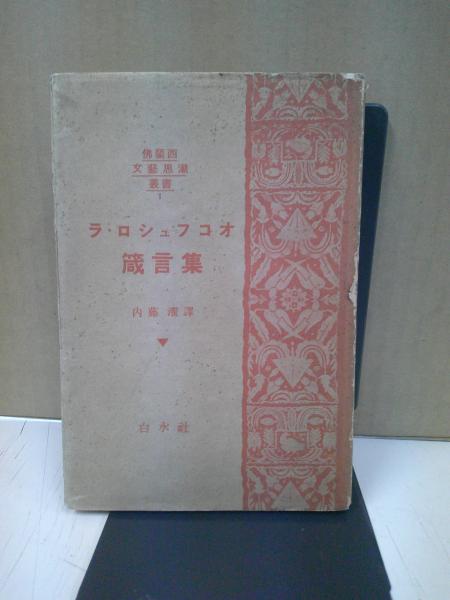 佛蘭西
文藝思潮
叢書
1
ラ・ロシュフコオ
箴言集
内藤濯譯
白水社